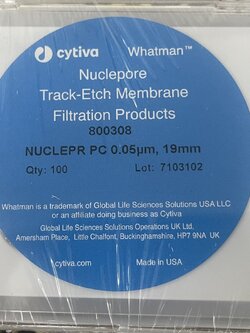 cytiva Whatman™
Nuclepore
Track-Etch Membrane
Filtration Products
800308
NUCLEPR PC 0.05µm, 19mm
Qty: 100 Lot: 7103102
Whatman is a trademark of Global Life Sciences Solutions USA LLC
or an affiliate doing business as Cytiva
Global Life Sciences Solutions Operations UK Ltd.
Amersham Place, Little Chalfont, Buckinghamshire, HP7 9NA UK
cytiva.com Made in USA